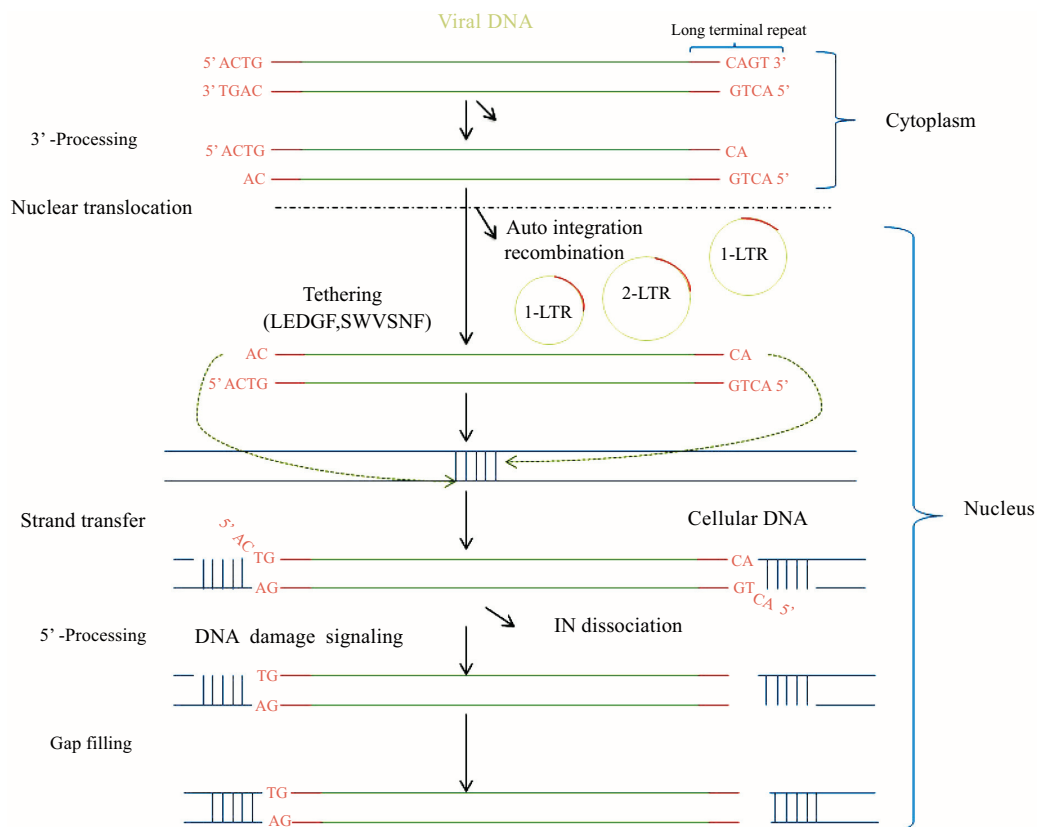 Viral DNA
Long terminal repeat
5’ ACTG
CAGT 3’
3’ TGAC
GTCA 5’
Cytoplasm
3’ -Processing
5’ ACTG
CA
AC
GTCA 5’
Nuclear translocation
Auto integration
recombination
1-LTR
2-LTR
1-LTR
Tethering
(LEDGF,SWVSNF)
AC
CA
5’ ACTG
GTCA 5’
Nucleus
Strand transfer
Cellular DNA
5’ AC
TG
CA
AG
GT
CA 5’
5’ -Processing
DNA damage signaling
IN dissociation
TG
AG
Gap filling
TG
AG